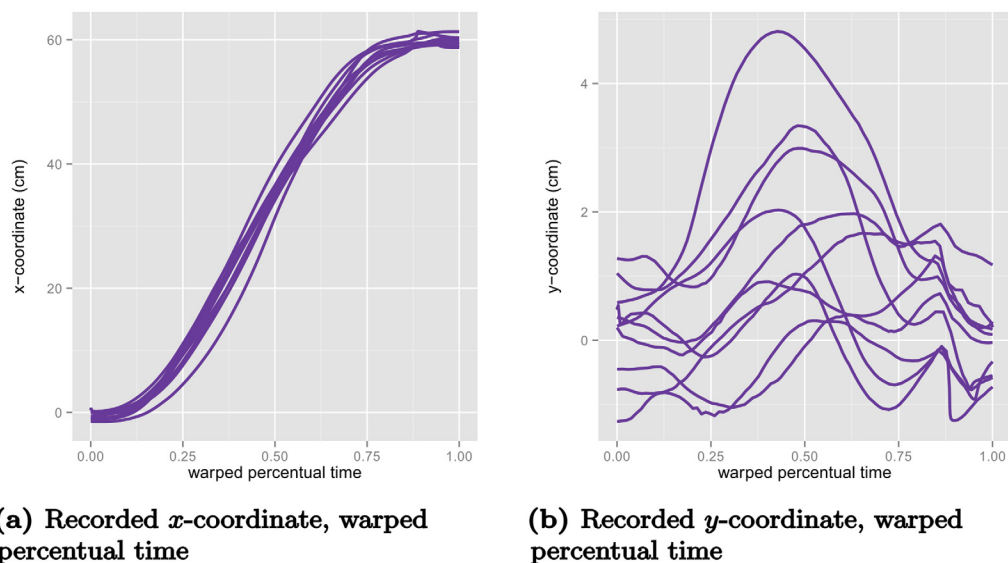 60
40
20
0
x−coordinate (cm)
0.00 0.25 0.50 0.75 1.00
warped percentual time
4
2
0
y−coordinate (cm)
0.00 0.25 0.50 0.75 1.00
warped percentual time
(a) Recorded x-coordinate, warped
percentual time
(b) Recorded y-coordinate, warped
percentual time